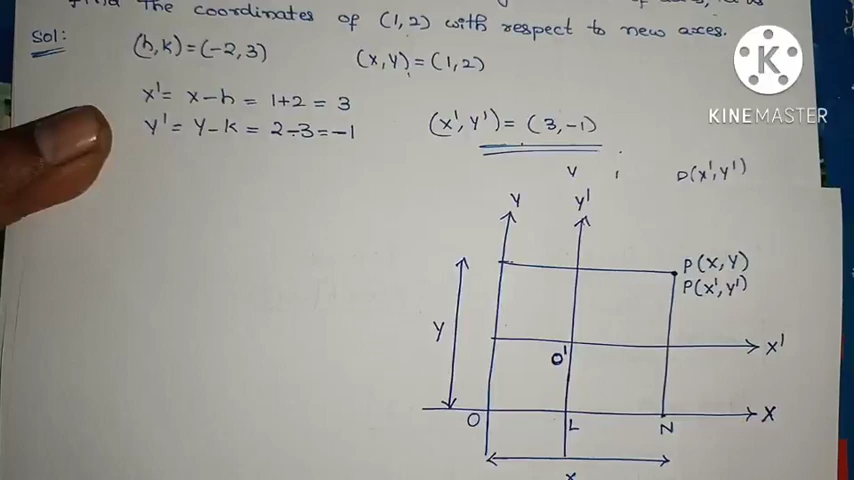 the coordinates of (1,2) with respect to new axes.
Sol:
(h,k)=(-2,3)
(x,y)=(1,2)
x'= x-h = 1+2 = 3
y'= y-k = 2-3=-1
(x',y')= (3,-1)
K
KINEMASTER
y
P(x',y')
Y
Y'
P(x,y)
P(x',y')
y
O'
X'
O
L
N
X
x